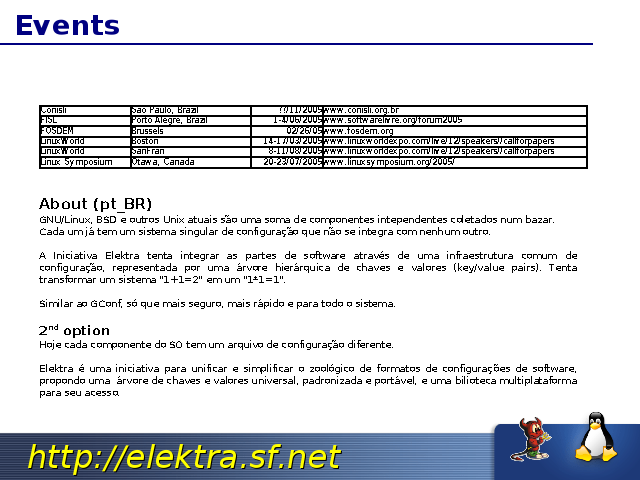 Events
Conisli São Paulo, Brazil ??/11/2005 www.conisli.org.br
FISL Porto Alegre, Brazil 1-4/06/2005 www.softwarelivre.org/forum2005
FOSDEM Brussels 02/26/05 www.fosdem.org
LinuxWorld Boston 14-17/03/2005 www.linuxworldexpo.com/live/12/speakers//callforpapers
LinuxWorld SanFran 8-11/08/2005 www.linuxworldexpo.com/live/12/speakers//callforpapers
Linux Symposium Otawa, Canada 20-23/07/2005 www.linuxsymposium.org/2005/
About (pt_BR)
GNU/Linux, BSD e outros Unix atuais são uma soma de componentes intependentes coletados num bazar.
Cada um já tem um sistema singular de configuração que não se integra com nenhum outro.
A Iniciativa Elektra tenta integrar as partes de software através de uma infraestrutura comum de
configuração, representada por uma árvore hierárquica de chaves e valores (key/value pairs). Tenta
transformar um sistema "1+1=2" em um "1*1=1".
Similar ao GConf, só que mais seguro, mais rápido e para todo o sistema.
2nd option
Hoje cada componente do SO tem um arquivo de configuração diferente.
Elektra é uma iniciativa para unificar e simplificar o zoológico de formatos de configurações de software,
propondo uma árvore de chaves e valores universal, padronizada e portável, e uma bilioteca multiplataforma
para seu acesso.
http://elektra.sf.net